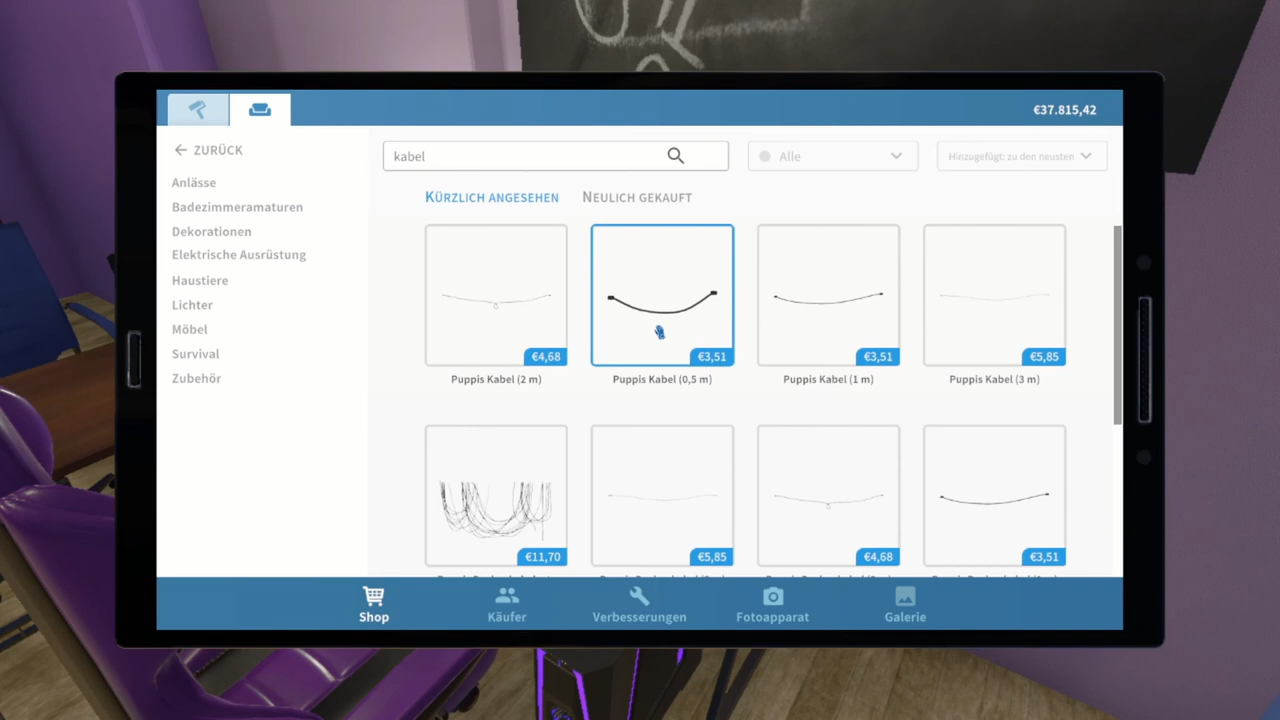 €37.815,42
ZURÜCK
kabel
Alle
Hinzugefügt: zu den neusten
Anlässe
Badezimmeramaturen
Dekorationen
Elektrische Ausrüstung
Haustiere
Lichter
Möbel
Survival
Zubehör
KÜRZLICH ANGESEHEN NEULICH GEKAUFT
€4,68 €3,51 €3,51 €5,85
Puppis Kabel (2 m) Puppis Kabel (0,5 m) Puppis Kabel (1 m) Puppis Kabel (3 m)
€11,70 €5,85 €4,68 €3,51
Shop Käufer Verbesserungen Fotoapparat Galerie